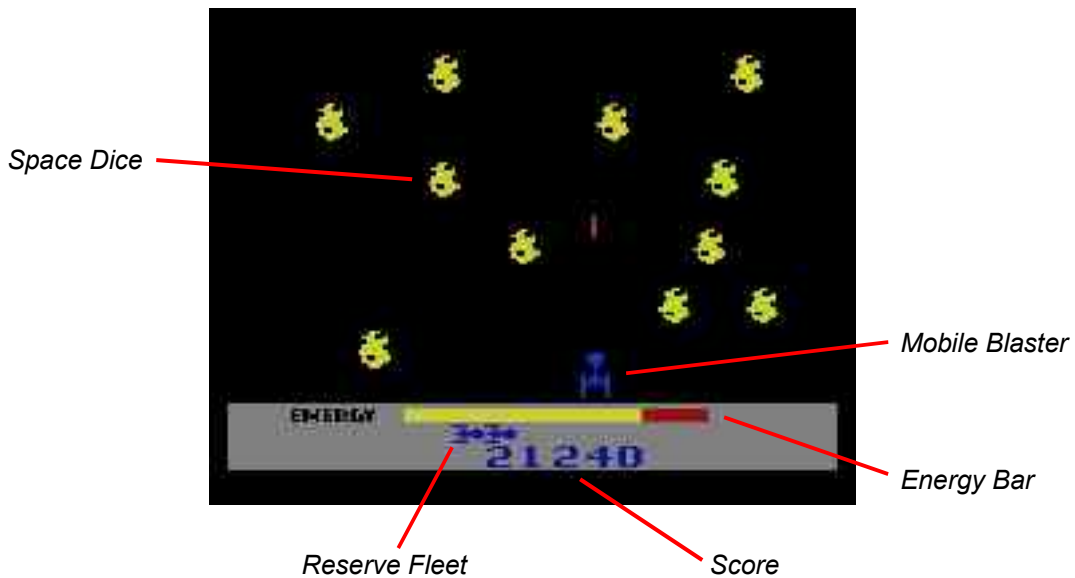 Space Dice
Mobile Blaster
ENERGY
21240
Energy Bar
Reserve Fleet
Score